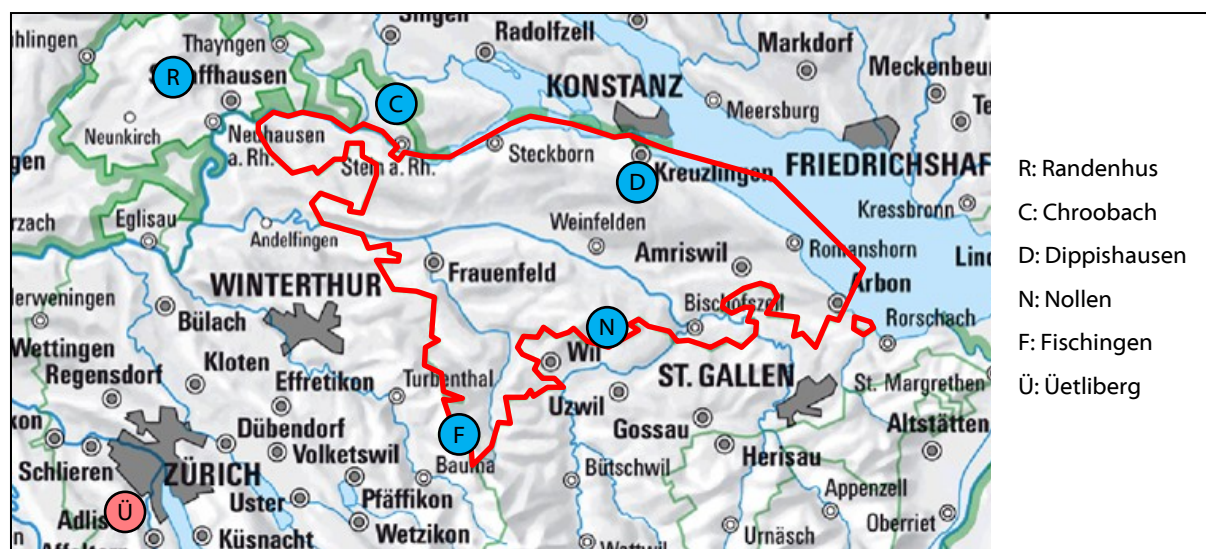 Singen
Thayngen
Radolfzell
Markdorf
Meckenbeu
R
C
KONSTANZ
Meersburg
Neunkirch
Neuhausen
a. Rh.
Stein a. Rh.
Steckborn
D
Kreuzlingen
FRIEDRICHSHAF
Kressbronn
Eglisau
Andelfingen
Weinfelden
Amriswil
Romanshorn
Lind
WINTERTHUR
Frauenfeld
Bischofszell
Arbon
Bülach
N
Rorschach
Wettingen
Kloten
Wil
Regensdorf
Effretikon
Turbenthal
ST. GALLEN
St. Margrethen
Uzwil
Dübendorf
F
Gossau
Altstätten
Schlieren
ZÜRICH
Volketswil
Bauma
Bütschwil
Herisau
Uster
Pfäffikon
Appenzell
Ü
Adlis
Küsnacht
Wetzikon
Urnäsch
Oberriet
R: Randenhus
C: Chroobach
D: Dippishausen
N: Nollen
F: Fischingen
Ü: Üetliberg